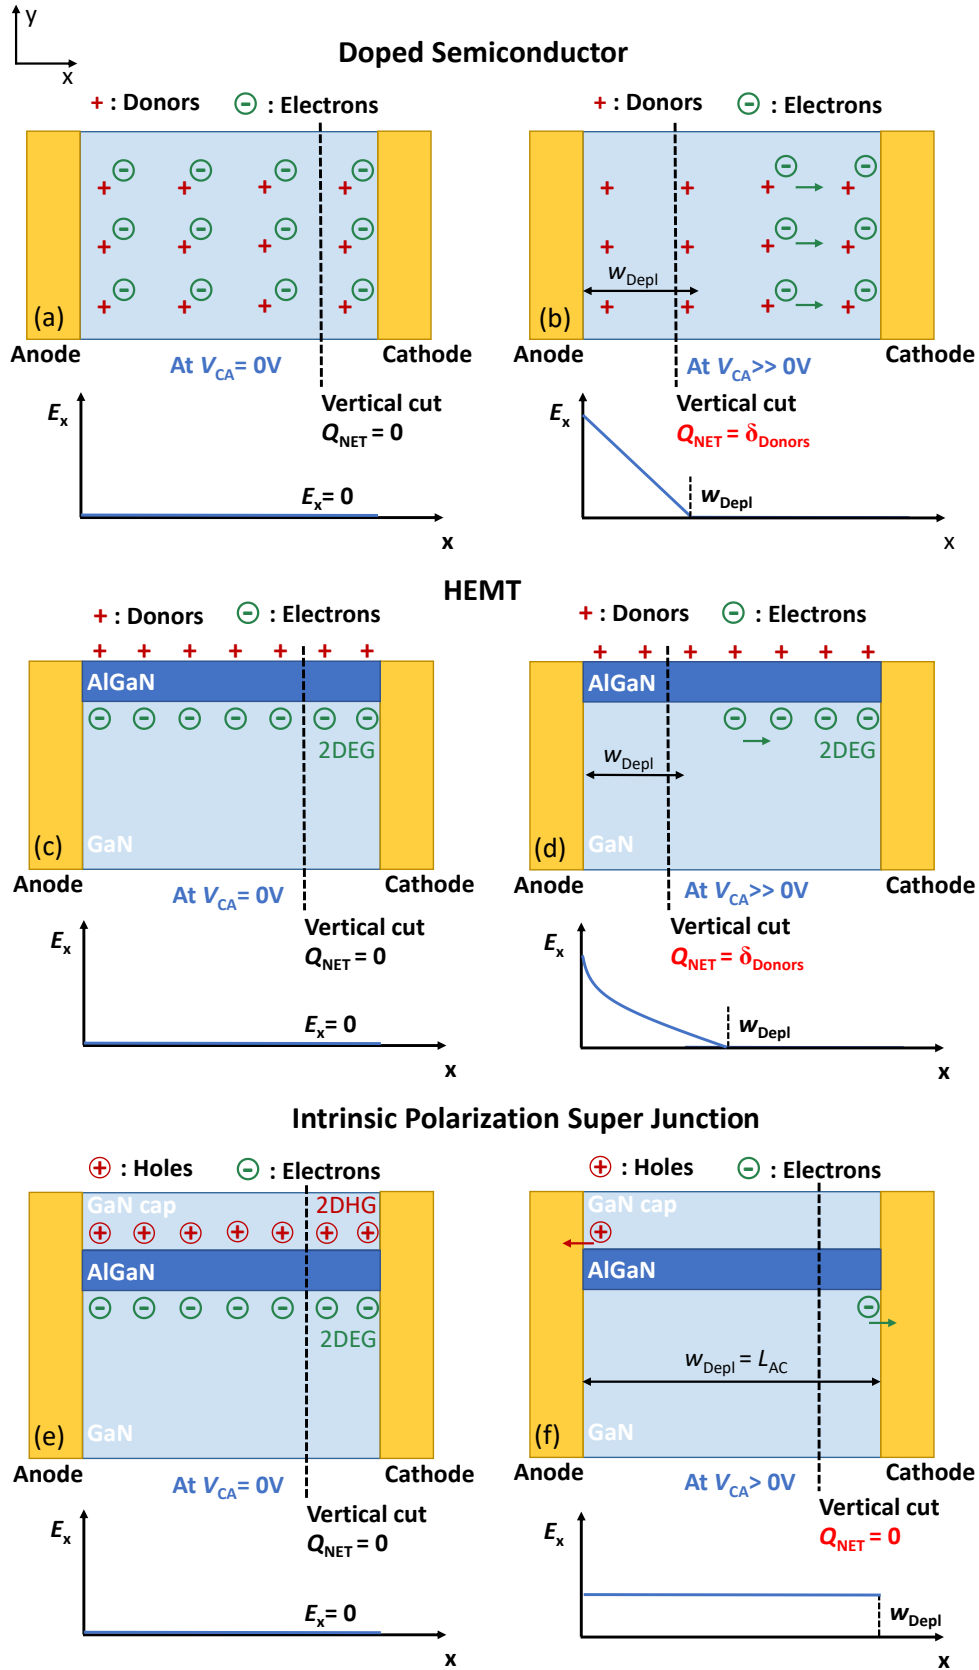 y
x
Doped Semiconductor
+ : Donors
⊖ : Electrons
+ : Donors
⊖ : Electrons
(a)
w_Depl
(b)
Anode
At V_CA = 0V
Cathode
Anode
At V_CA >> 0V
Cathode
E_x
Vertical cut
Q_NET = 0
E_x = 0
x
E_x
Vertical cut
Q_NET = δ_Donors
w_Depl
x
HEMT
+ : Donors
⊖ : Electrons
+ : Donors
⊖ : Electrons
AlGaN
2DEG
(c)
GaN
AlGaN
2DEG
w_Depl
(d)
GaN
Anode
At V_CA = 0V
Cathode
Anode
At V_CA >> 0V
Cathode
E_x
Vertical cut
Q_NET = 0
E_x = 0
x
E_x
Vertical cut
Q_NET = δ_Donors
w_Depl
x
Intrinsic Polarization Super Junction
⊕ : Holes
⊖ : Electrons
⊕ : Holes
⊖ : Electrons
GaN cap
2DHG
AlGaN
2DEG
(e)
GaN
GaN cap
AlGaN
w_Depl = L_AC
(f)
GaN
Anode
At V_CA = 0V
Cathode
Anode
At V_CA > 0V
Cathode
E_x
Vertical cut
Q_NET = 0
E_x = 0
x
E_x
Vertical cut
Q_NET = 0
w_Depl
x